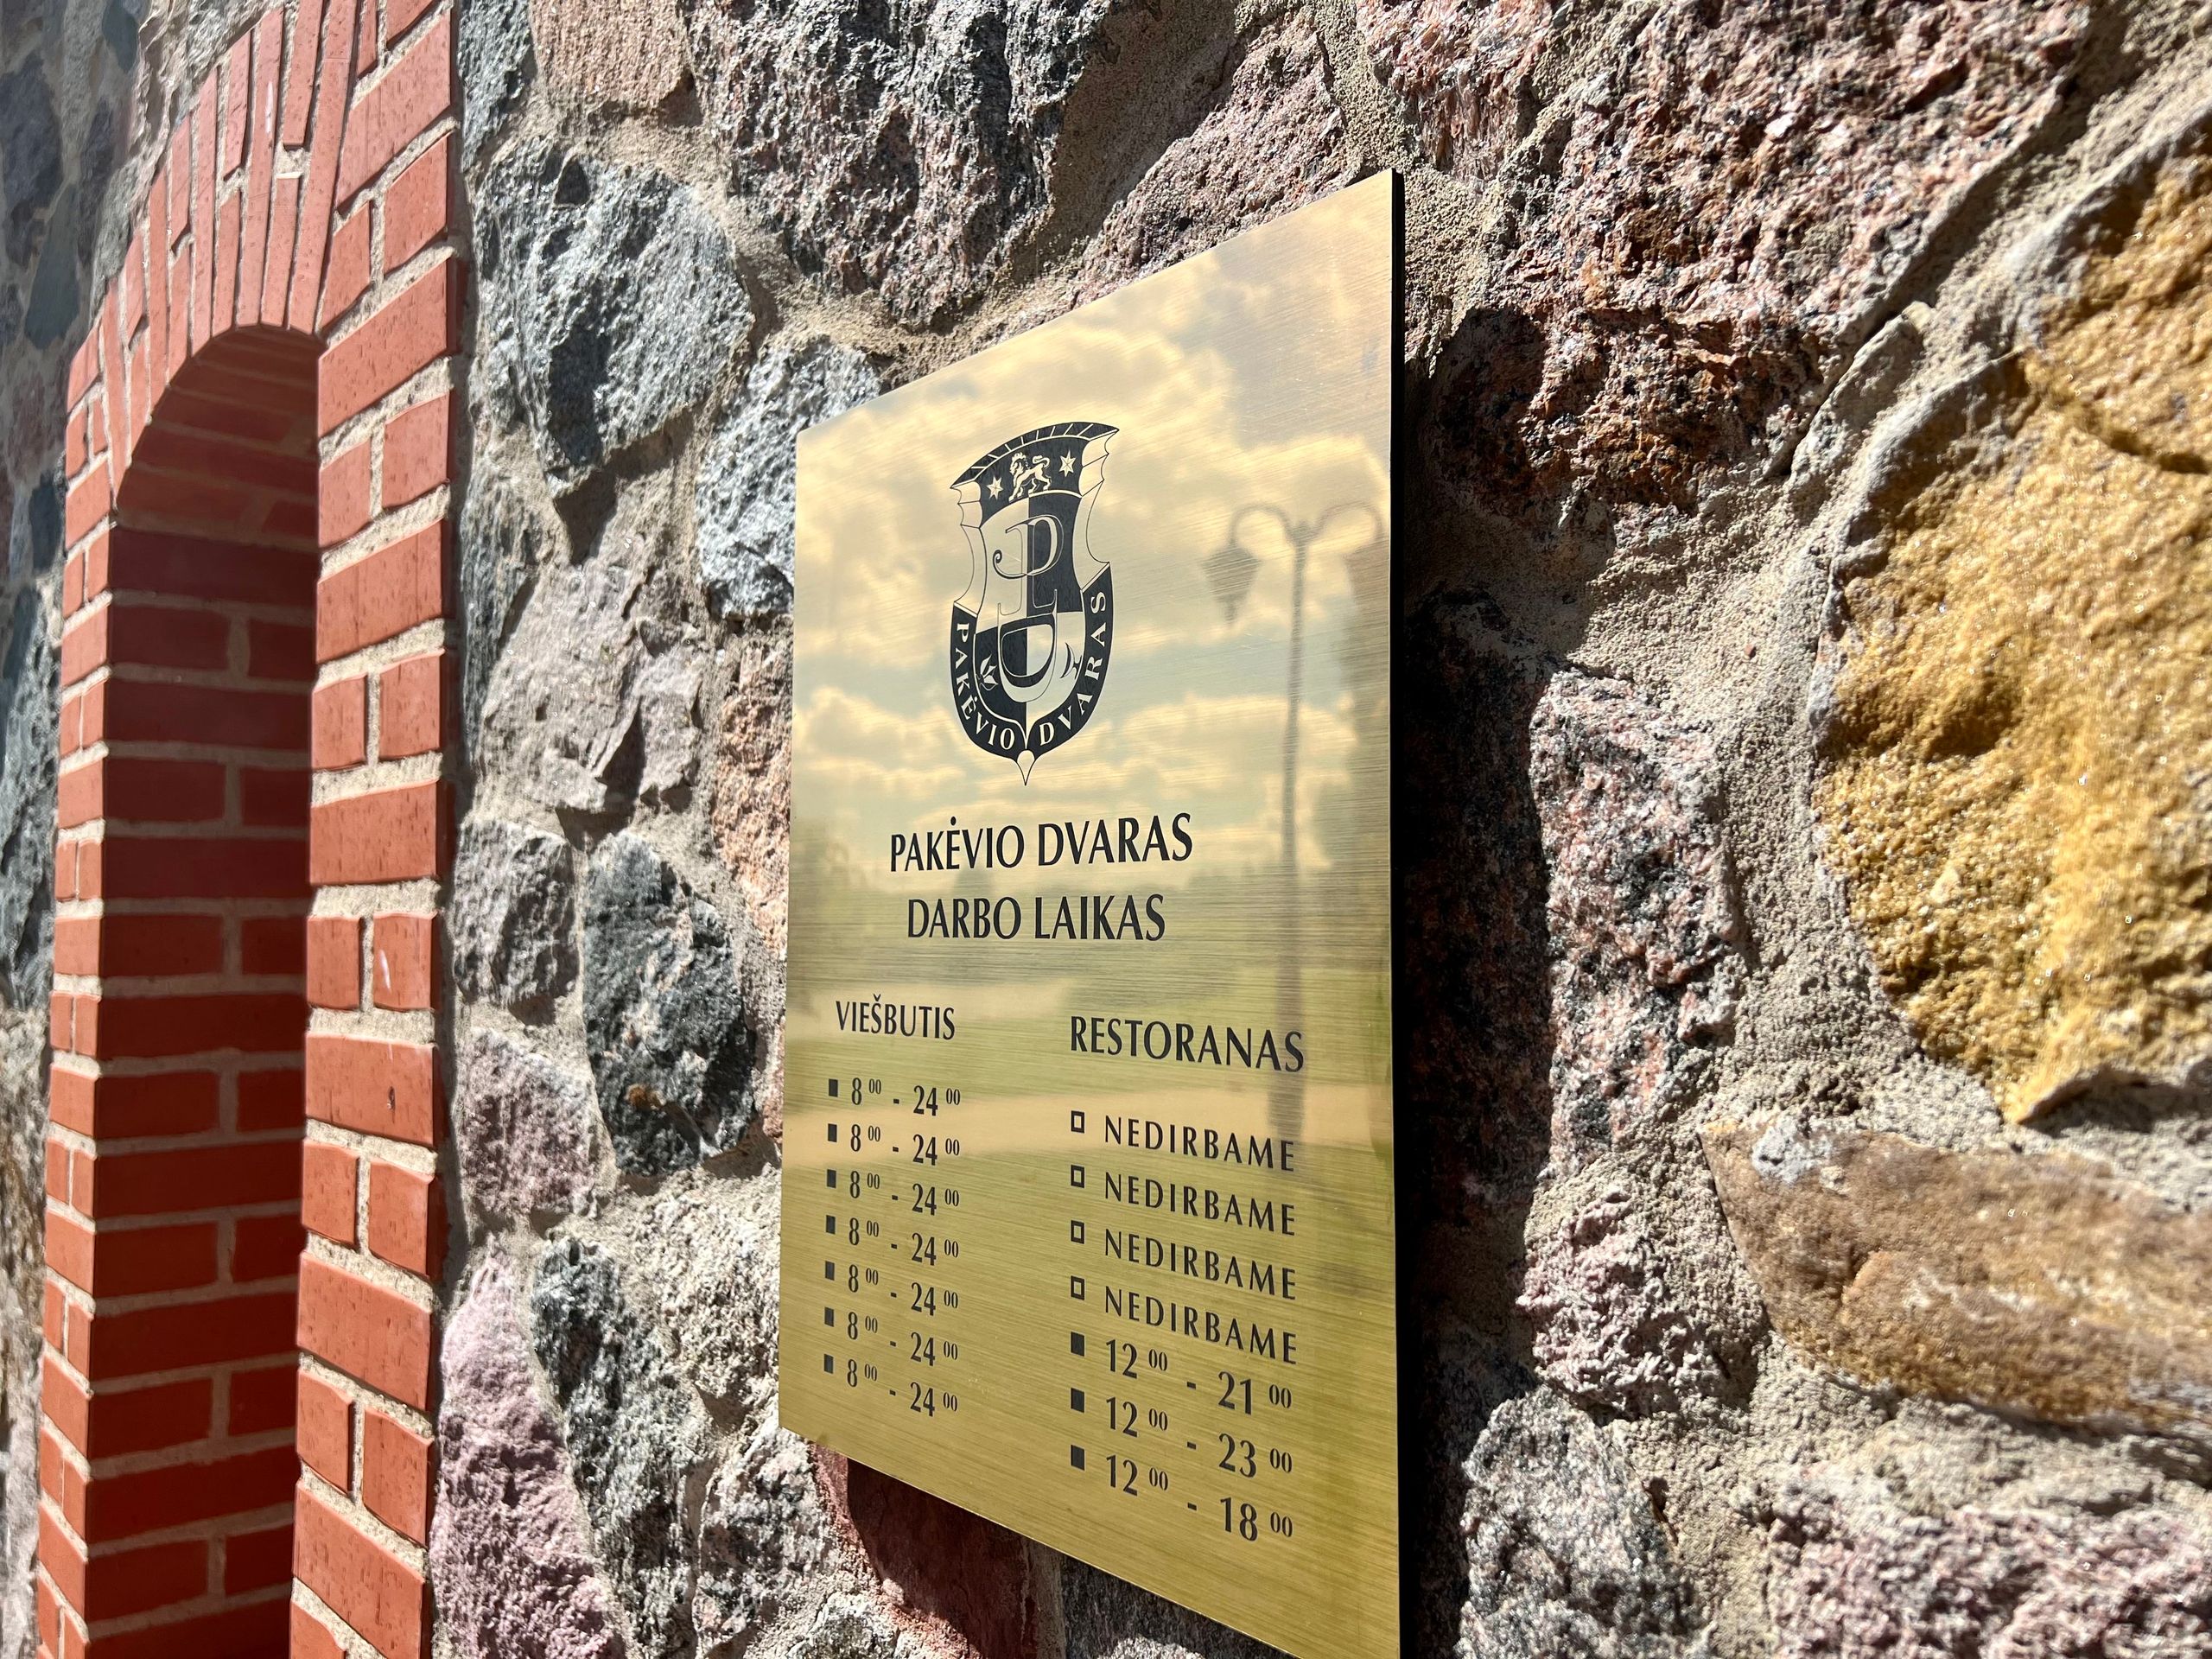 PAKĖVIO DVARAS
PAKĖVIO DVARAS
DARBO LAIKAS
VIEŠBUTIS
8 00 - 24 00
8 00 - 24 00
8 00 - 24 00
8 00 - 24 00
8 00 - 24 00
8 00 - 24 00
8 00 - 24 00
RESTORANAS
NEDIRBAME
NEDIRBAME
NEDIRBAME
NEDIRBAME
12 00 - 21 00
12 00 - 23 00
12 00 - 18 00